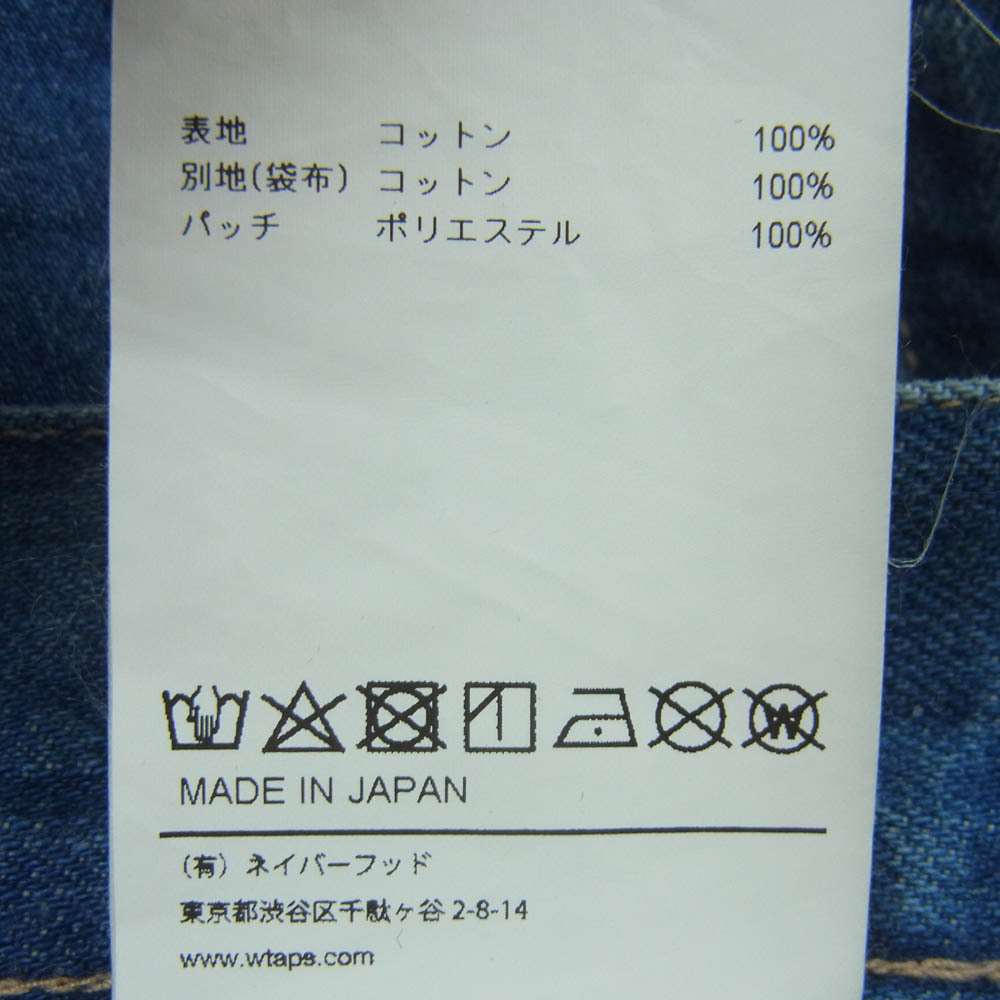 表地 コットン 100%
別地(袋布) コットン 100%
パッチ ポリエステル 100%
W
MADE IN JAPAN
(有) ネイバーフッド
東京都渋谷区千駄ヶ谷 2-8-14
www.wtaps.com